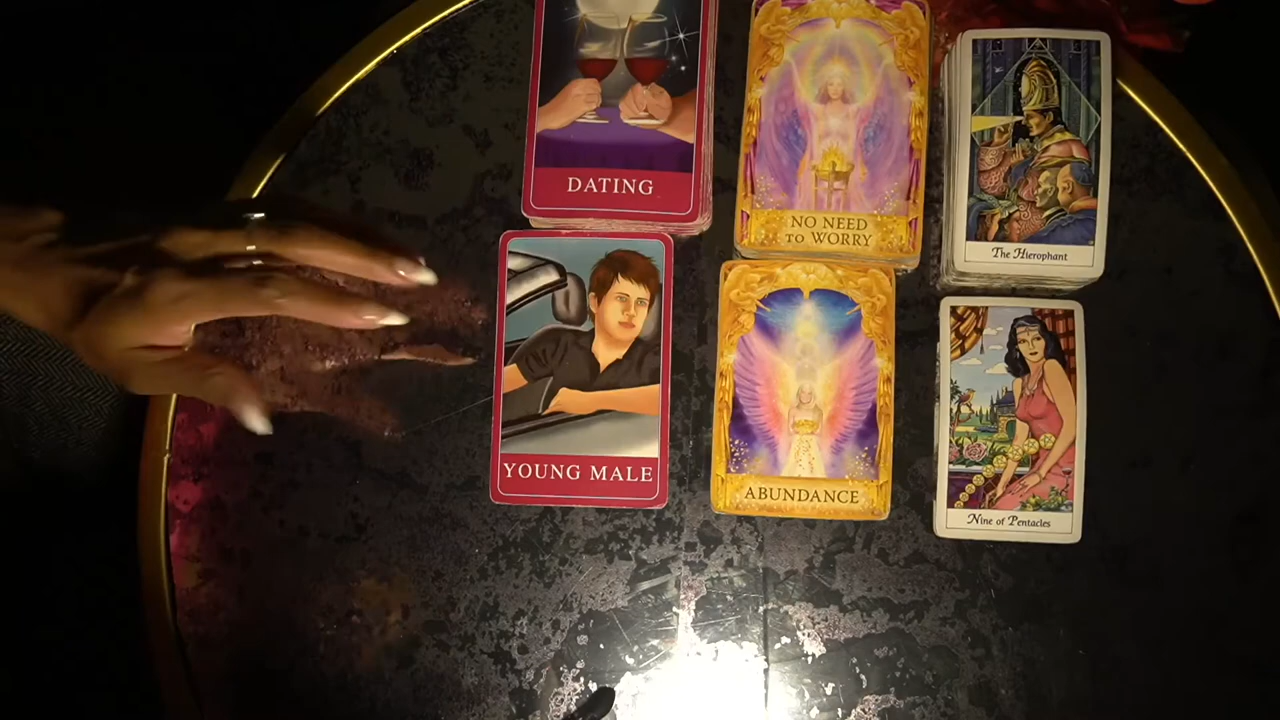 DATING
NO NEED
TO WORRY
The Hierophant
YOUNG MALE
ABUNDANCE
Nine of Pentacles